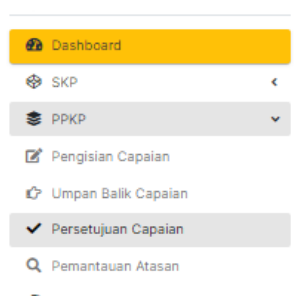 Dashboard
SKP
PPKP
Pengisian Capaian
Umpan Balik Capaian
Persetujuan Capaian
Pemantauan Atasan